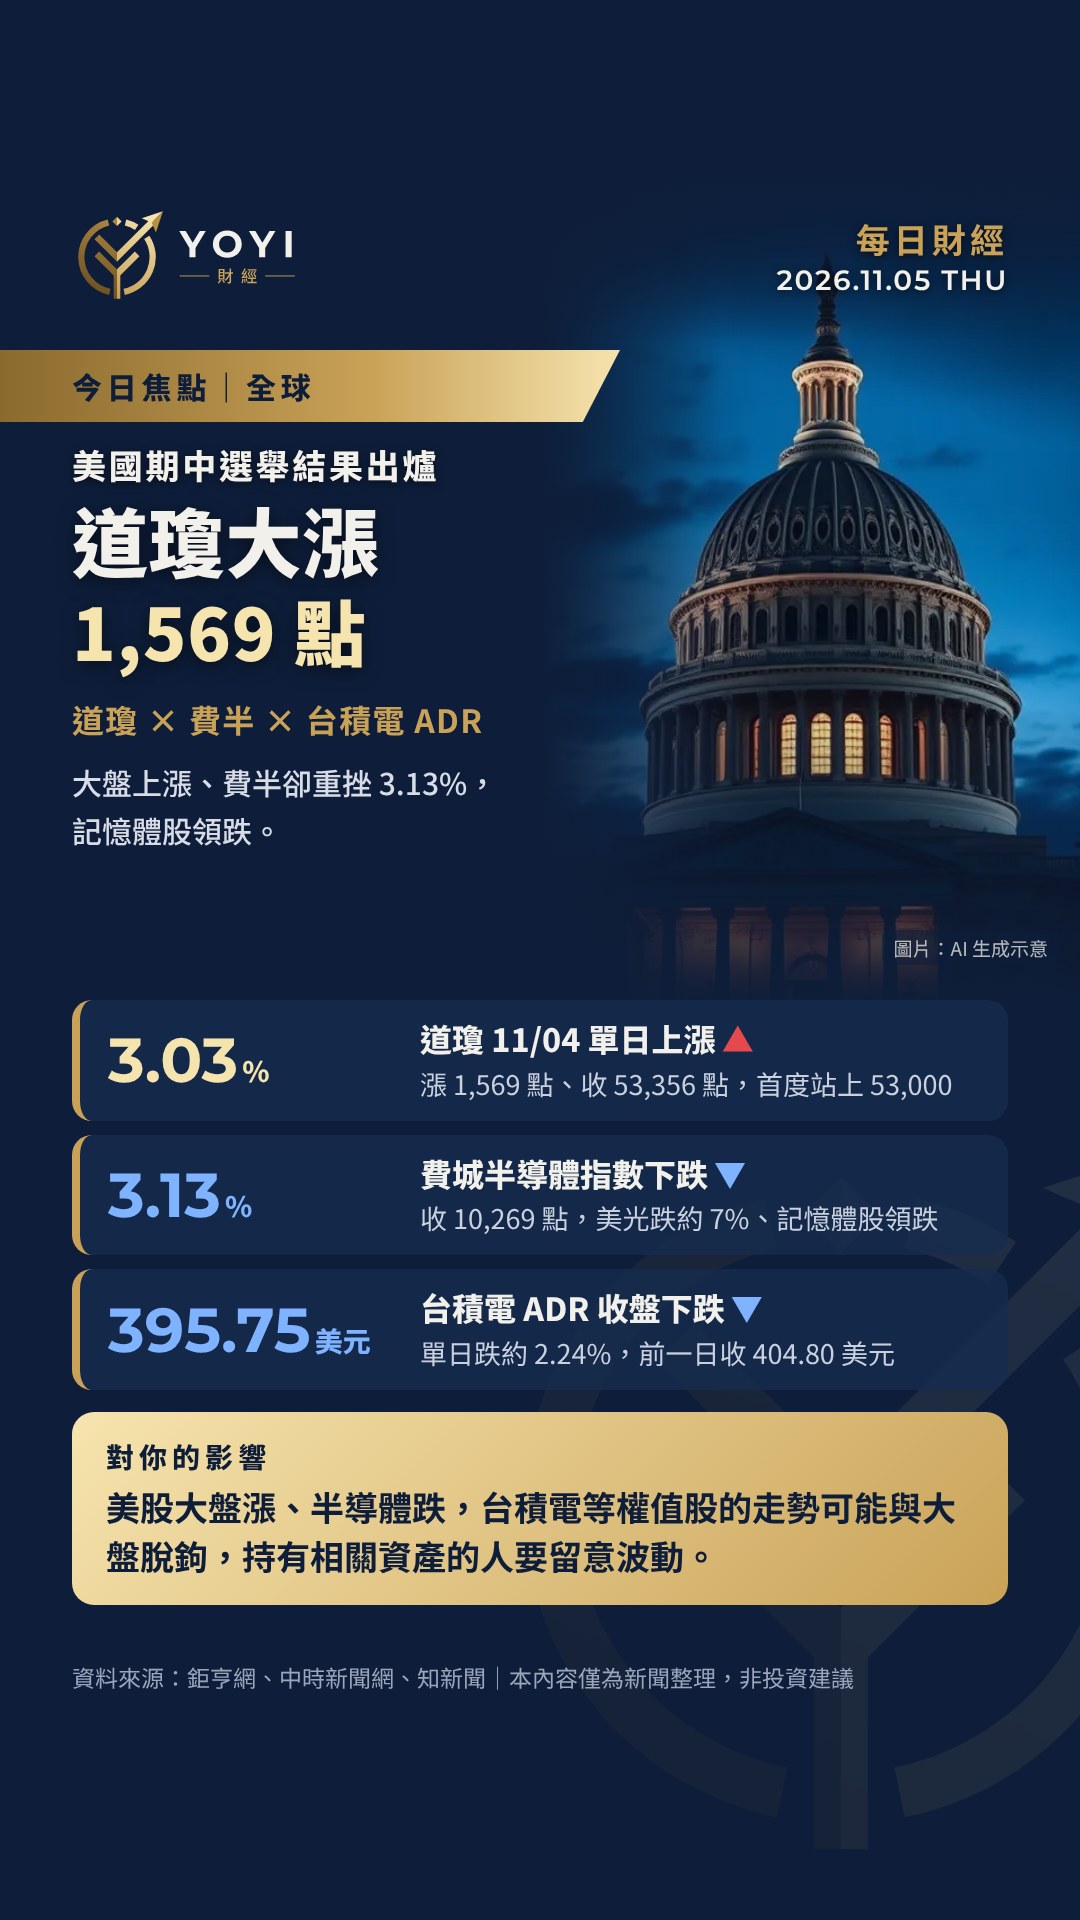 YOYI
財經
每日財經
2026.11.05 THU
今日焦點｜全球
美國期中選舉結果出爐
道瓊大漲
1,569 點
道瓊 × 費半 × 台積電 ADR
大盤上漲、費半卻重挫 3.13%，
記憶體股領跌。
圖片：AI 生成示意
3.03%
道瓊 11/04 單日上漲▲
漲 1,569 點、收 53,356 點，首度站上 53,000
3.13%
費城半導體指數下跌▼
收 10,269 點，美光跌約 7%、記憶體股領跌
395.75美元
台積電 ADR 收盤下跌▼
單日跌約 2.24%，前一日收 404.80 美元
對你的影響
美股大盤漲、半導體跌，台積電等權值股的走勢可能與大
盤脫鉤，持有相關資產的人要留意波動。
資料來源：鉅亨網、中時新聞網、知新聞｜本內容僅為新聞整理，非投資建議